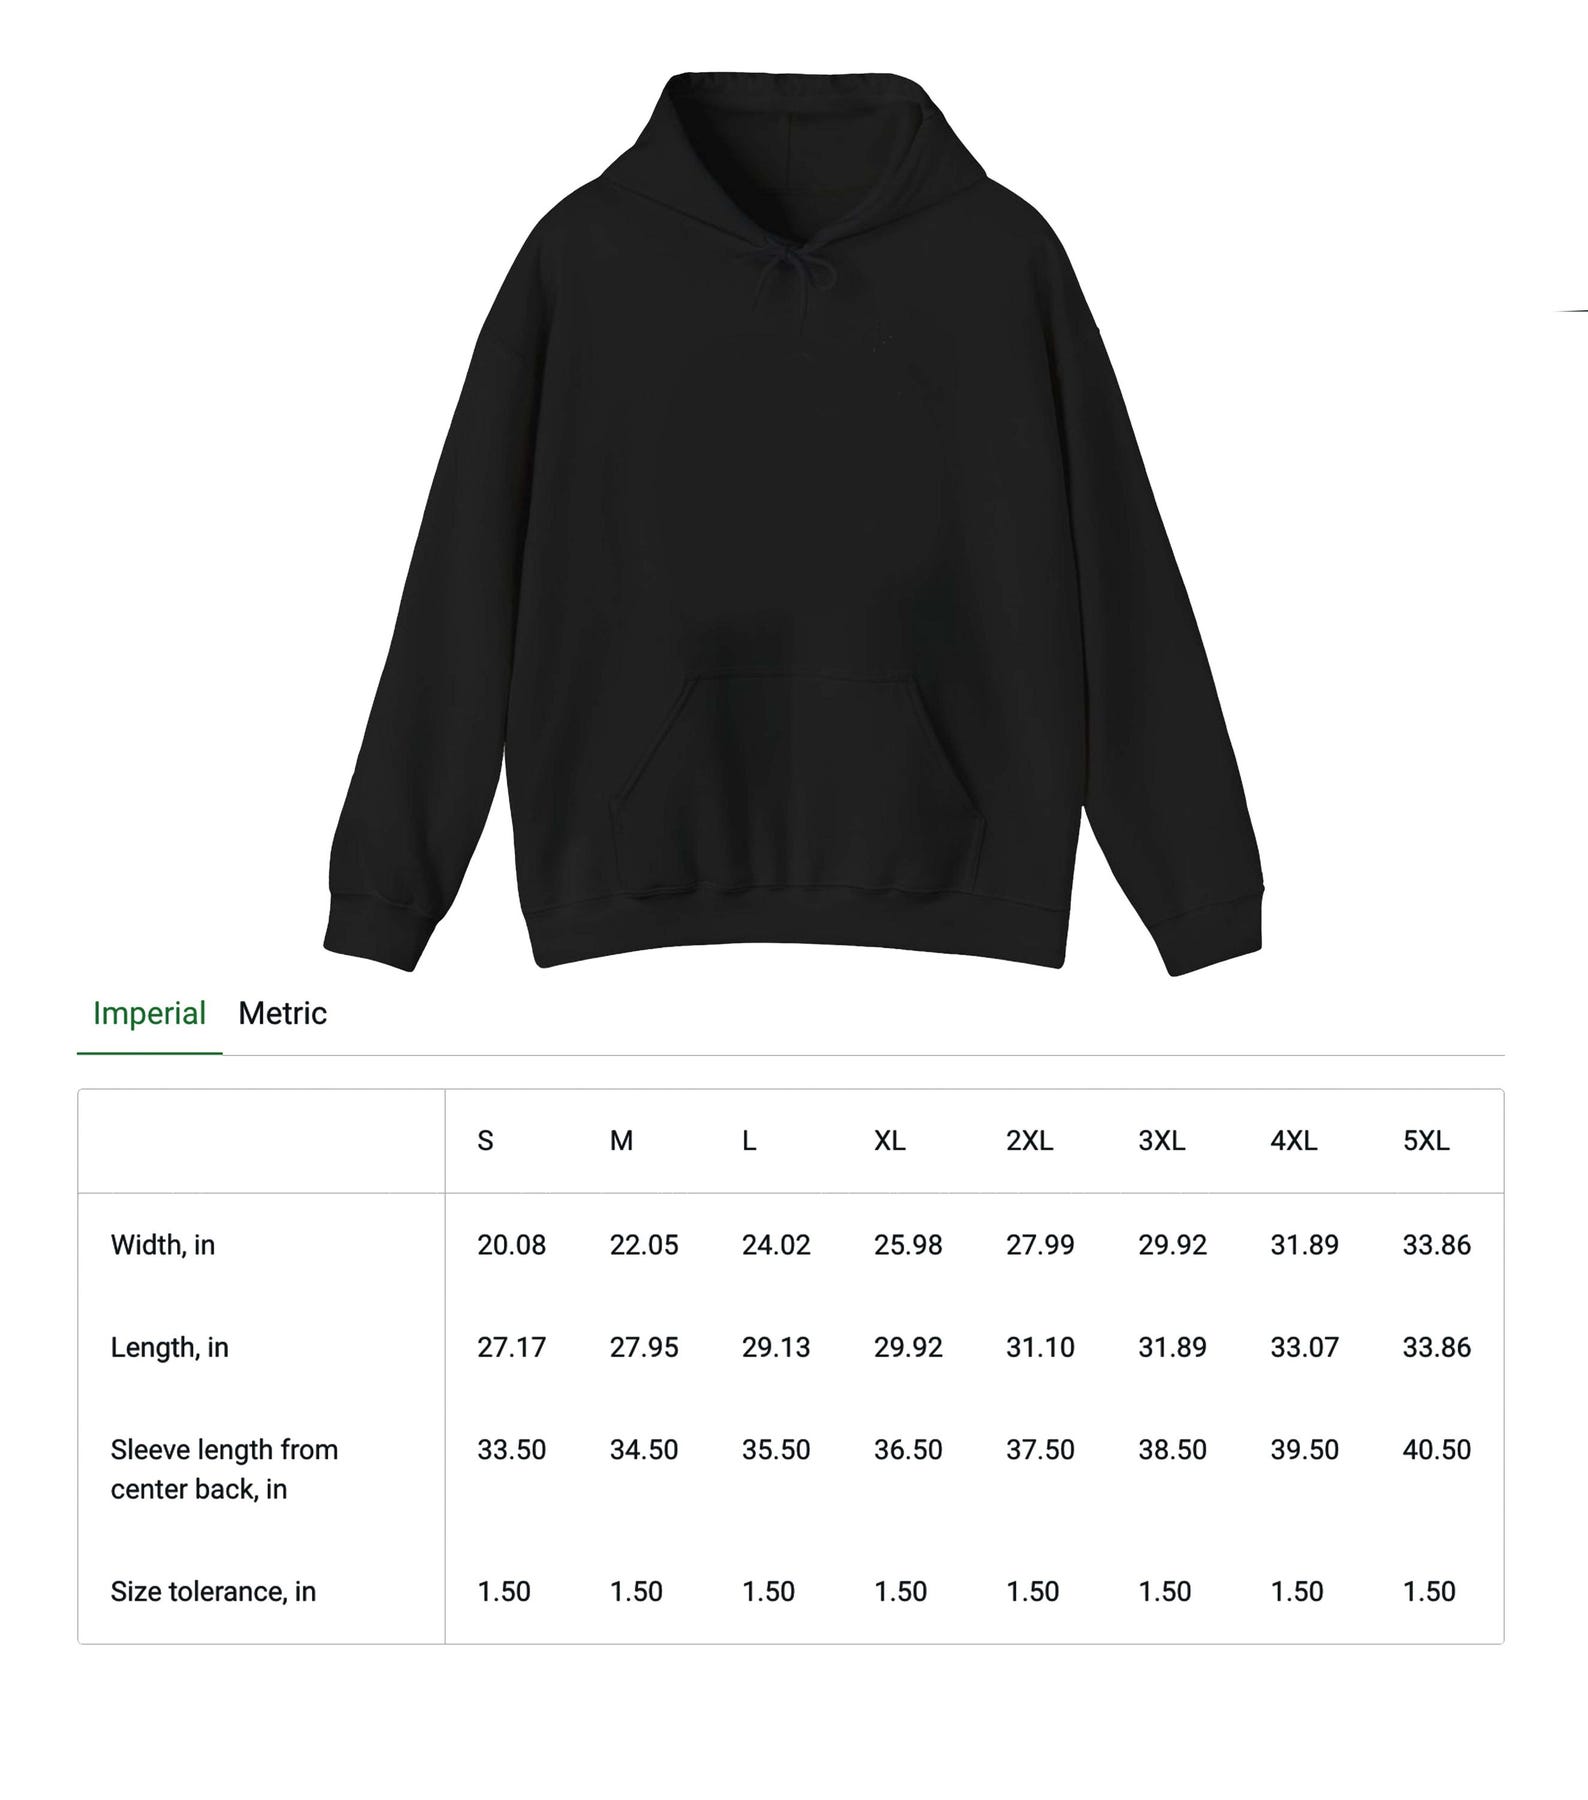 Imperial Metric
S M L XL 2XL 3XL 4XL 5XL
Width, in 20.08 22.05 24.02 25.98 27.99 29.92 31.89 33.86
Length, in 27.17 27.95 29.13 29.92 31.10 31.89 33.07 33.86
Sleeve length from 33.50 34.50 35.50 36.50 37.50 38.50 39.50 40.50
center back, in
Size tolerance, in 1.50 1.50 1.50 1.50 1.50 1.50 1.50 1.50